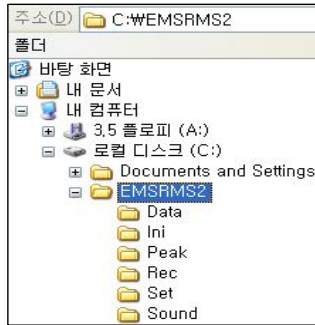 주소(D) C:₩EMSRMS2
폴더
바탕 화면
내 문서
내 컴퓨터
3,5 플로피 (A:)
로컬 디스크 (C:)
Documents and Settings
EMSRMS2
Data
Ini
Peak
Rec
Set
Sound